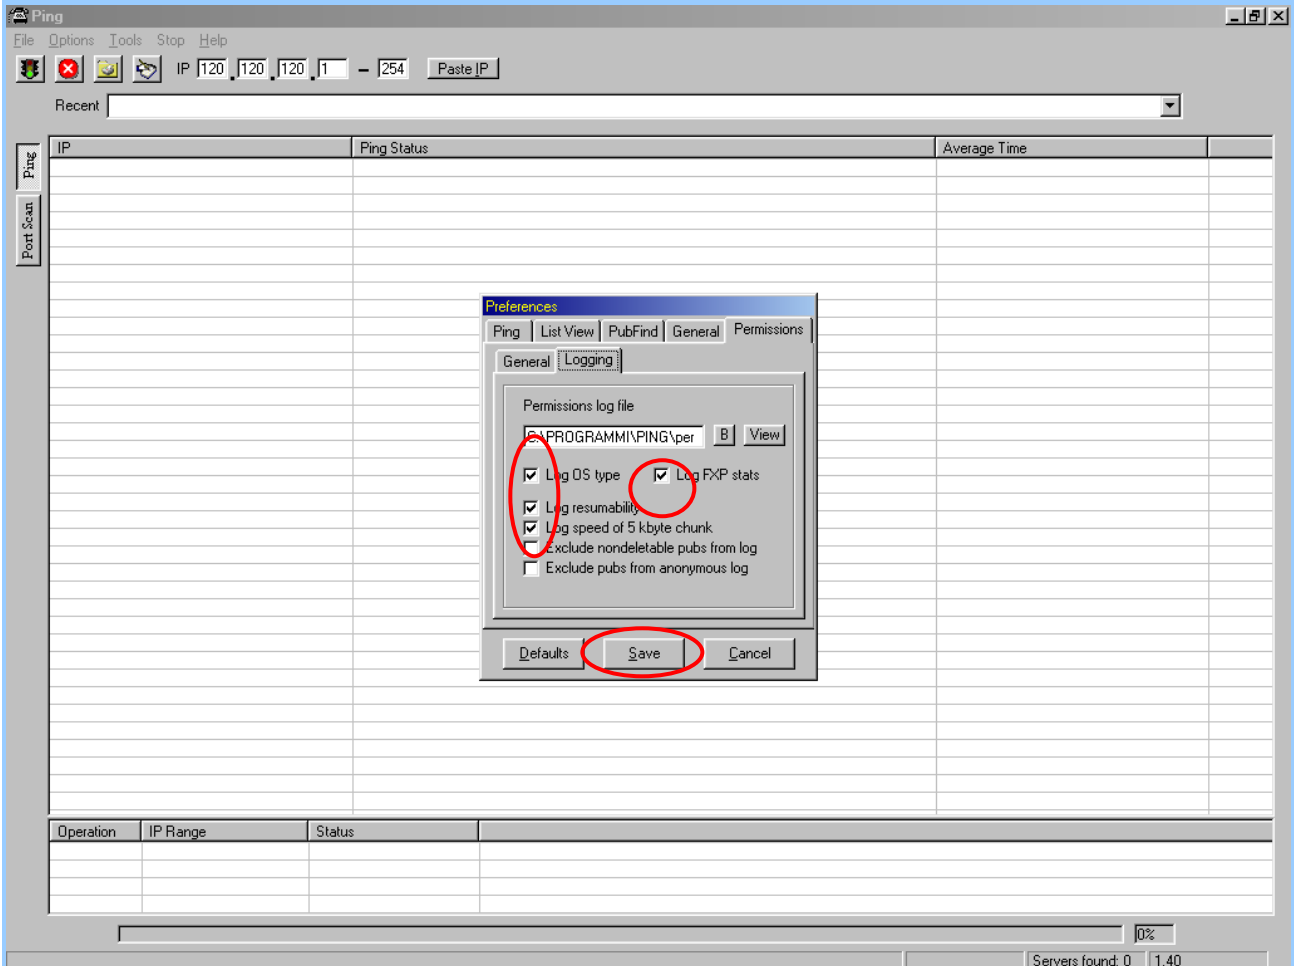 Ping
File Options Tools Stop Help
IP 120 . 120 . 120 . 1 – 254 Paste IP
Recent
Ping
Port Scan
IP Ping Status Average Time
Preferences
Ping List View PubFind General Permissions
General Logging
Permissions log file
C:\PROGRAMMI\PING\per B View
Log OS type Log FXP stats
Log resumability
Log speed of 5 kbyte chunk
Exclude nondeletable pubs from log
Exclude pubs from anonymous log
Defaults Save Cancel
Operation IP Range Status
0%
Servers found: 0 1.40